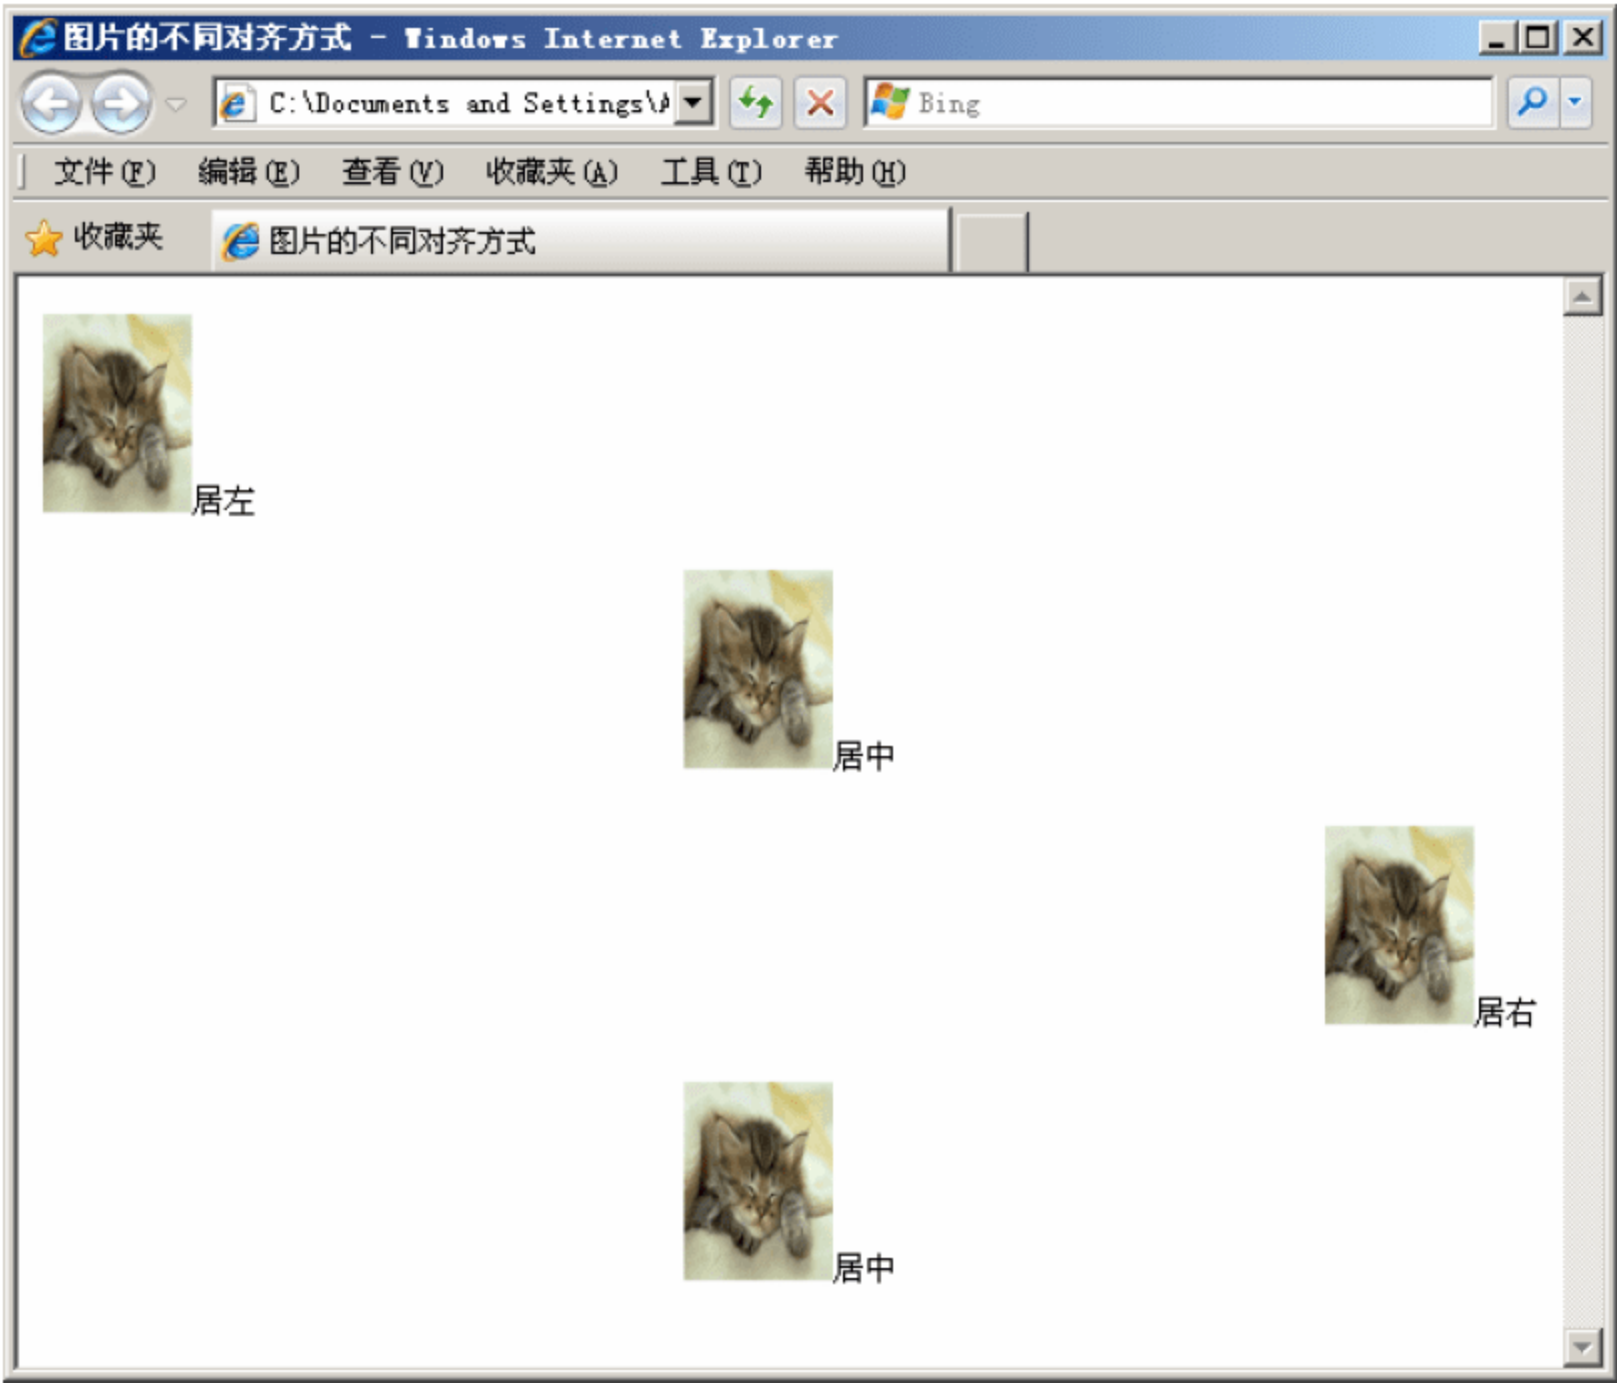 图片的不同对齐方式 - Windows Internet Explorer
C:\Documents and Settings\A
Bing
文件(F) 编辑(E) 查看(V) 收藏夹(A) 工具(T) 帮助(H)
收藏夹 图片的不同对齐方式
居左
居中
居右
居中